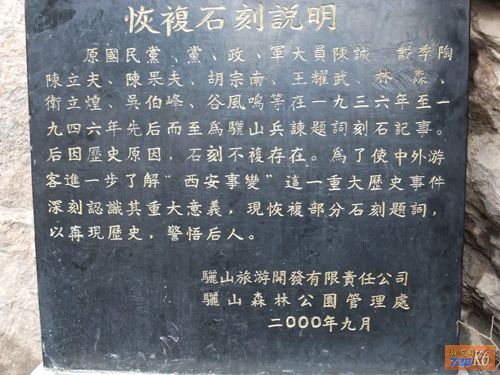 恢複石刻説明
原國民黨、黨、政、軍大員陳誠、戴季陶
陳立夫、陳果夫、胡宗南、王耀武、林森、
衛立煌、吳伯峰、谷風鳴等在一九三六年至一
九四六年先后而至爲驪山兵諫題詞刻石記事。
后因歷史原因，石刻不複存在。爲了使中外游
客進一步了解“西安事變”這一重大歷史事件
深刻認識其重大意義，現恢複部分石刻題詞，
以再現歷史，警悟后人。
驪山旅游開發有限責任公司
驪山森林公園管理處
二000年九月
K6